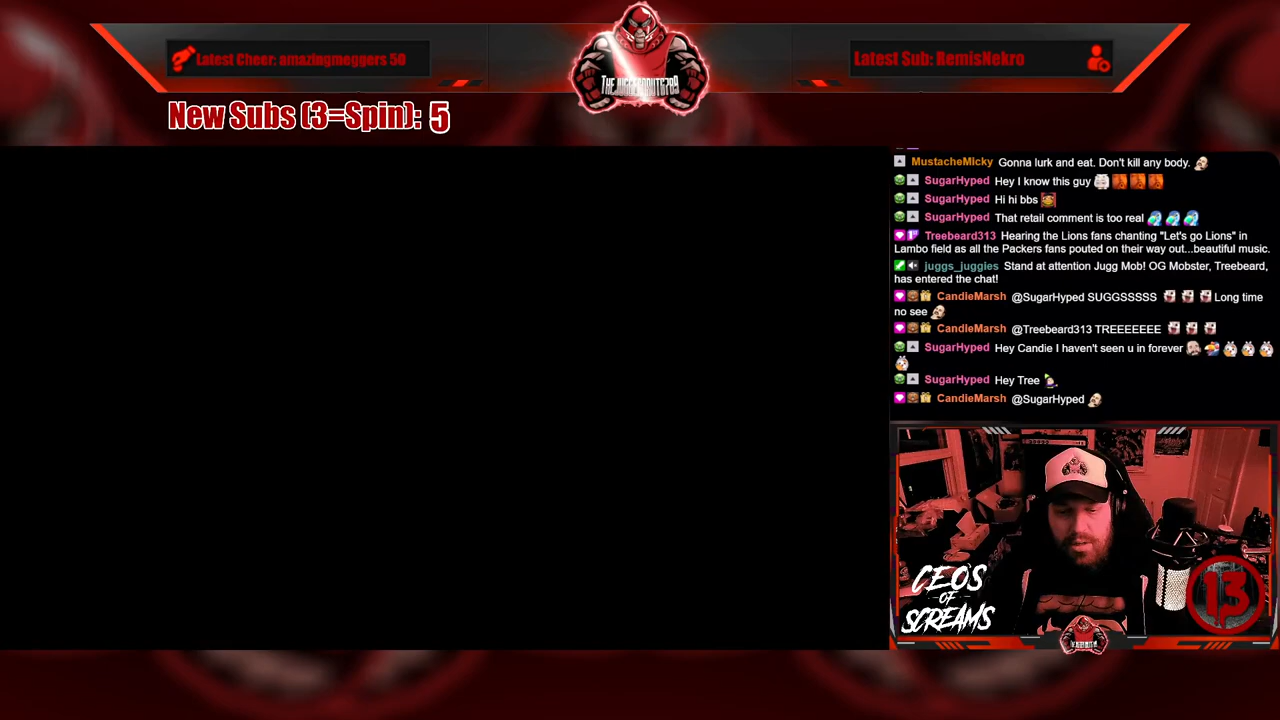 Latest Cheer: amazingmoggers 50
THEJUGGERNAUT6789
Latest Sub: RemisNekro
New Subs (3=Spin): 5
MustacheMicky Gonna lurk and eat. Don't kill any body.
SugarHyped Hey I know this guy
SugarHyped Hi hi bbs
SugarHyped That retail comment is too real
Treebeard313 Hearing the Lions fans chanting "Let's go Lions" in
Lambo field as all the Packers fans pouted on their way out...beautiful music.
juggs_juggies Stand at attention Jugg Mob! OG Mobster, Treebeard,
has entered the chat!
CandieMarsh @SugarHyped SUGGSSSSS Long time
no see
CandieMarsh @Treebeard313 TREEEEEEE
SugarHyped Hey Candie I haven't seen u in forever
SugarHyped Hey Tree
CandieMarsh @SugarHyped
CEOS
OF
SCREAMS
13